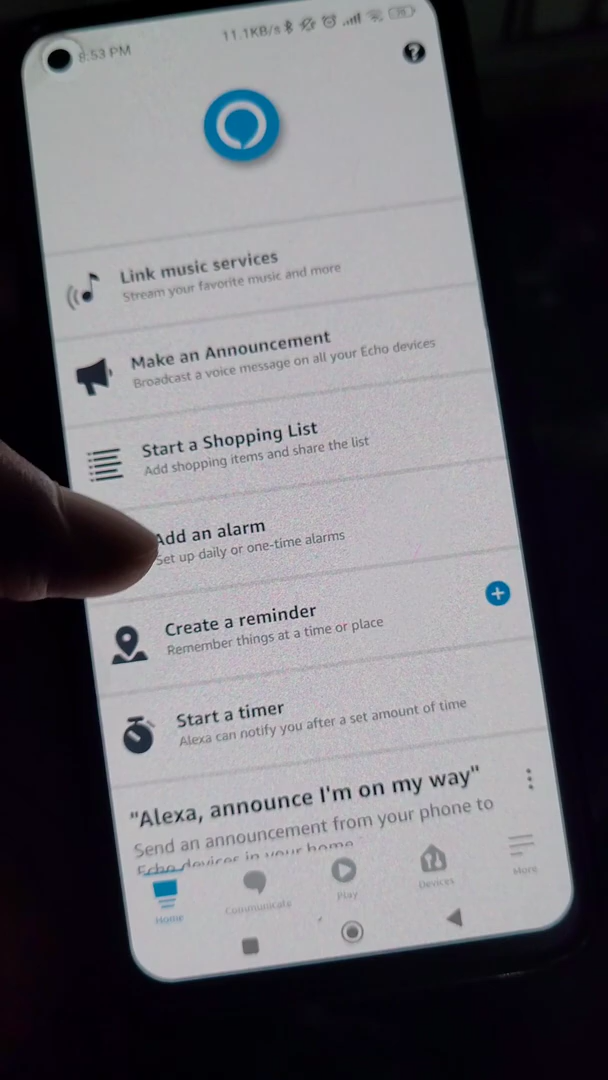 8:53 PM 11.1KB/s
Link music services
Stream your favorite music and more
Make an Announcement
Broadcast a voice message on all your Echo devices
Start a Shopping List
Add shopping items and share the list
Add an alarm
Set up daily or one-time alarms
Create a reminder
Remember things at a time or place
Start a timer
Alexa can notify you after a set amount of time
"Alexa, announce I'm on my way"
Send an announcement from your phone to
Echo devices in your home
Home Communicate Play Devices More